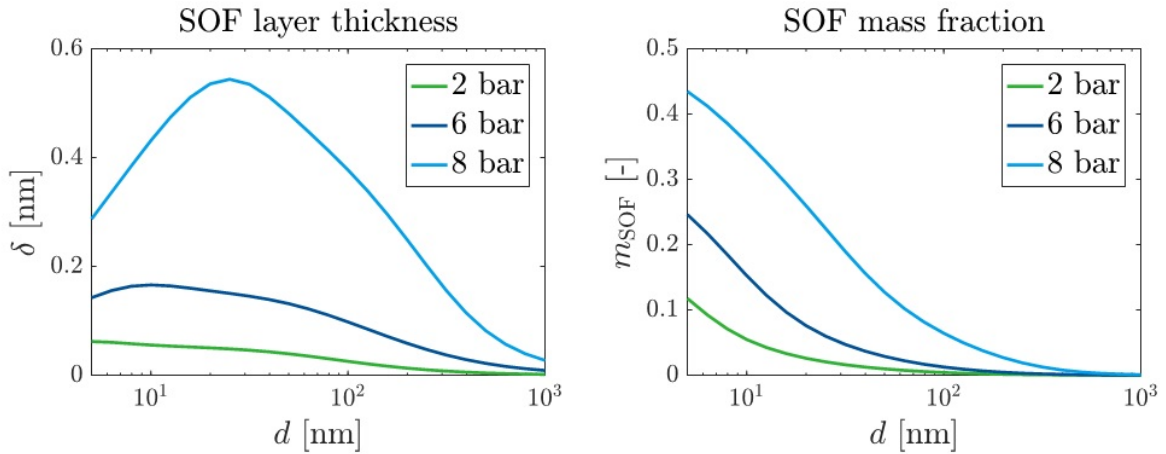 SOF layer thickness
0.6
0.4
0.2
0
δ [nm]
2 bar
6 bar
8 bar
10¹
10²
10³
d [nm]
SOF mass fraction
0.5
0.4
0.3
0.2
0.1
0
m_SOF [-]
2 bar
6 bar
8 bar
10¹
10²
10³
d [nm]